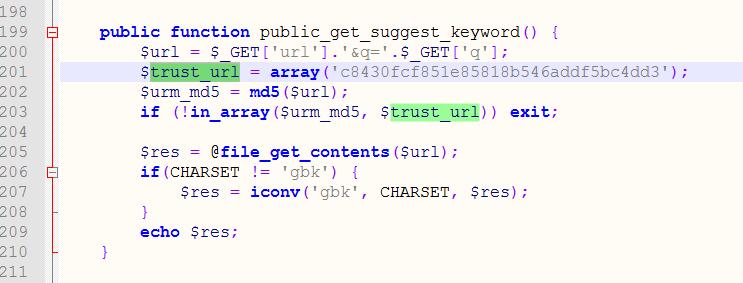 198
199 public function public_get_suggest_keyword() {
200 $url = $_GET['url'].'&q='.$_GET['q'];
201 $trust_url = array('c8430fcf851e85818b546addf5bc4dd3');
202 $urm_md5 = md5($url);
203 if (!in_array($urm_md5, $trust_url)) exit;
204
205 $res = @file_get_contents($url);
206 if(CHARSET != 'gbk') {
207 $res = iconv('gbk', CHARSET, $res);
208 }
209 echo $res;
210 }
211